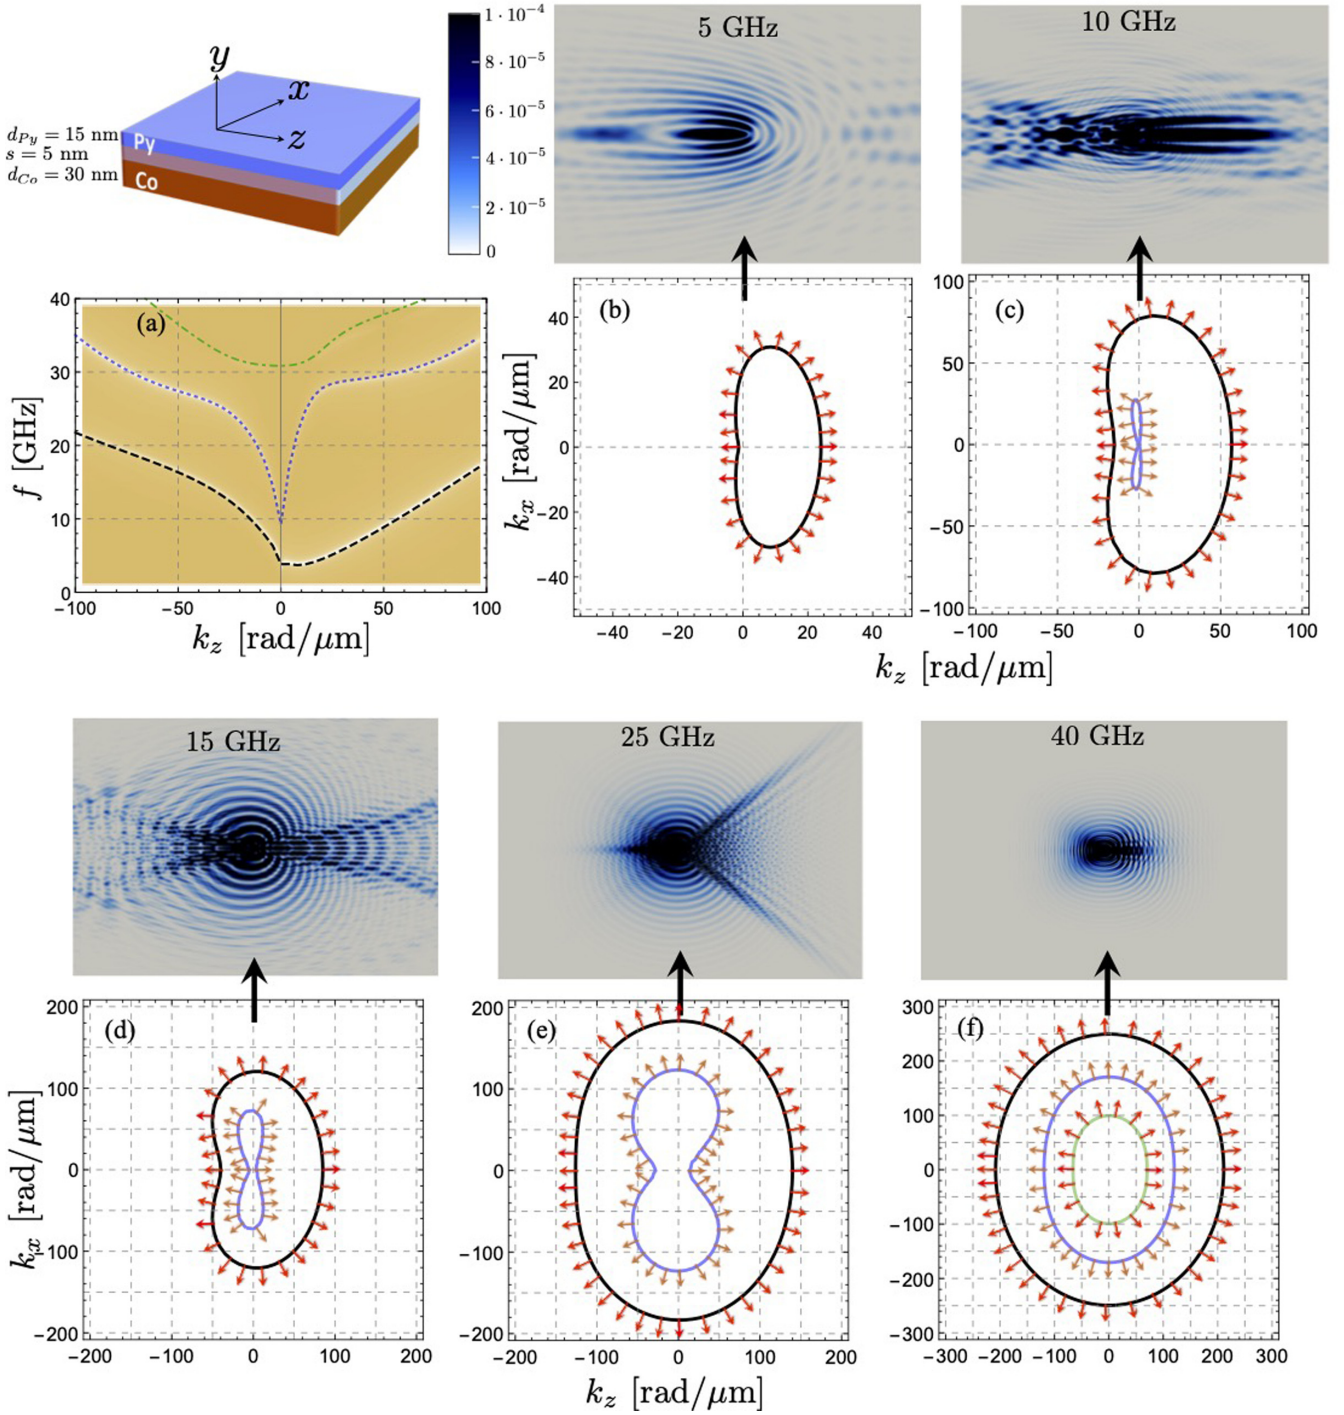 y
x
z
d_{Py} = 15 nm
s = 5 nm
d_{Co} = 30 nm
Py
Co
1 · 10⁻⁴
8 · 10⁻⁵
6 · 10⁻⁵
4 · 10⁻⁵
2 · 10⁻⁵
0
5 GHz
10 GHz
(a)
f [GHz]
40
30
20
10
0
−100 −50 0 50 100
k_z [rad/μm]
(b)
k_x [rad/μm]
40
20
0
−20
−40
−40 −20 0 20 40
(c)
100
50
0
−50
−100
−100 −50 0 50 100
k_z [rad/μm]
15 GHz
25 GHz
40 GHz
(d)
k_x [rad/μm]
200
100
0
−100
−200
−200 −100 0 100 200
(e)
200
100
0
−100
−200
−200 −100 0 100 200
k_z [rad/μm]
(f)
300
200
100
0
−100
−200
−300
−300 −200 −100 0 100 200 300